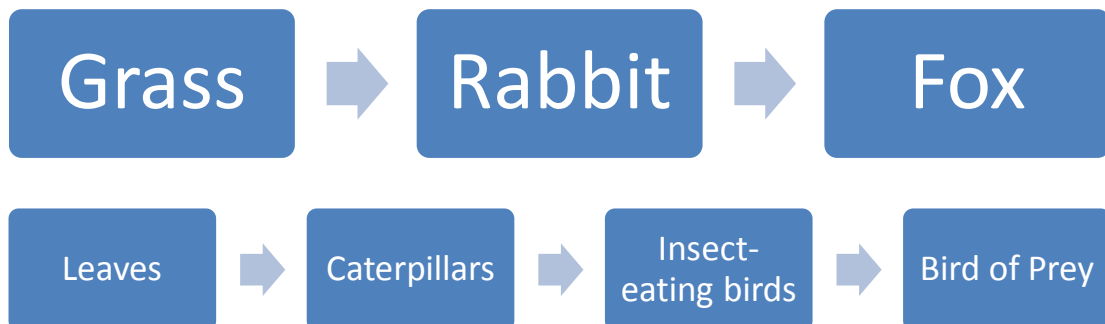 Grass
Rabbit
Fox
Leaves
Caterpillars
Insect-
eating birds
Bird of Prey